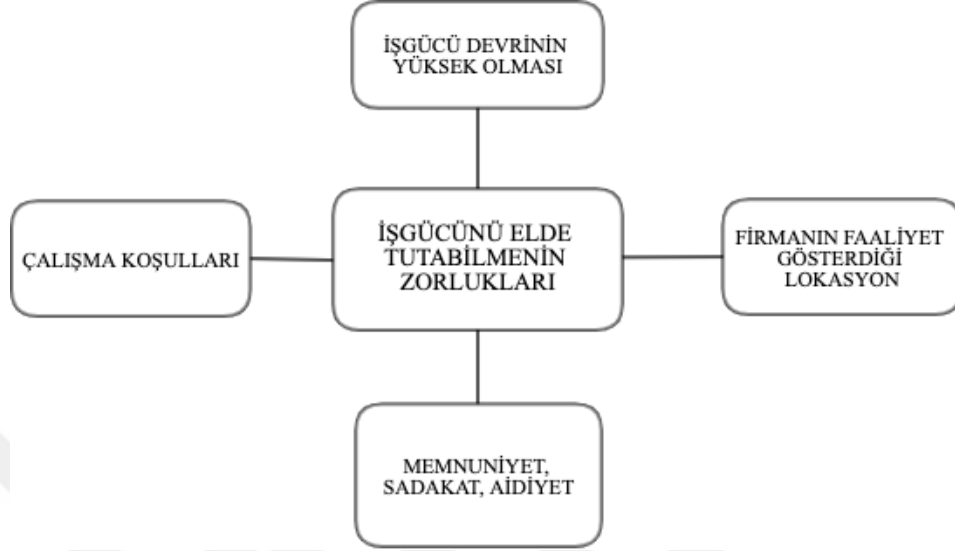 İŞGÜCÜ DEVRİNİN
YÜKSEK OLMASI
ÇALIŞMA KOŞULLARI
İŞGÜCÜNÜ ELDE
TUTABİLMENİN
ZORLUKLARI
FİRMANIN FAALİYET
GÖSTERDİĞİ
LOKASYON
MEMNUNİYET,
SADAKAT, AİDİYET